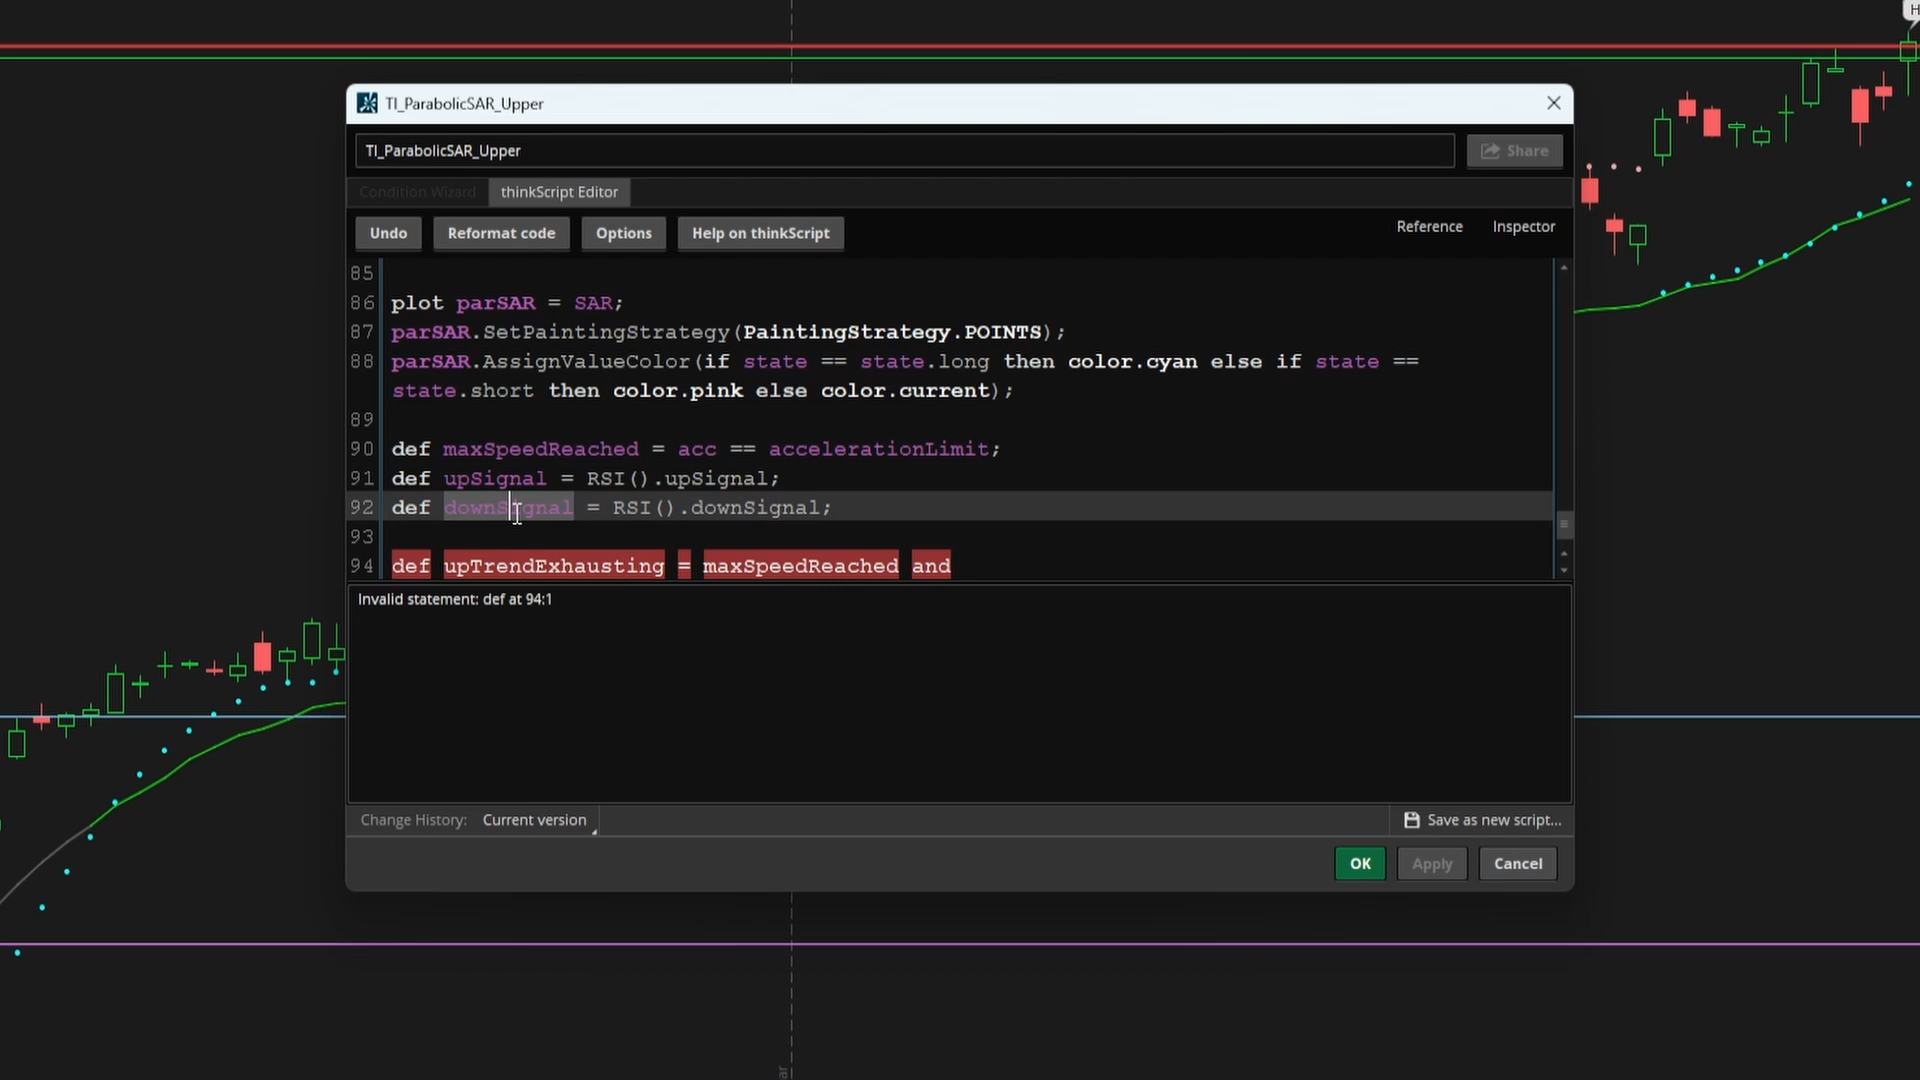 H
TI_ParabolicSAR_Upper
TI_ParabolicSAR_Upper
Share
Condition Wizard
thinkScript Editor
Undo
Reformat code
Options
Help on thinkScript
Reference
Inspector
85
86 plot parSAR = SAR;
87 parSAR.SetPaintingStrategy(PaintingStrategy.POINTS);
88 parSAR.AssignValueColor(if state == state.long then color.cyan else if state ==
state.short then color.pink else color.current);
89
90 def maxSpeedReached = acc == accelerationLimit;
91 def upSignal = RSI().upSignal;
92 def downSignal = RSI().downSignal;
93
94 def upTrendExhausting = maxSpeedReached and
Invalid statement: def at 94:1
Change History: Current version
Save as new script...
OK
Apply
Cancel